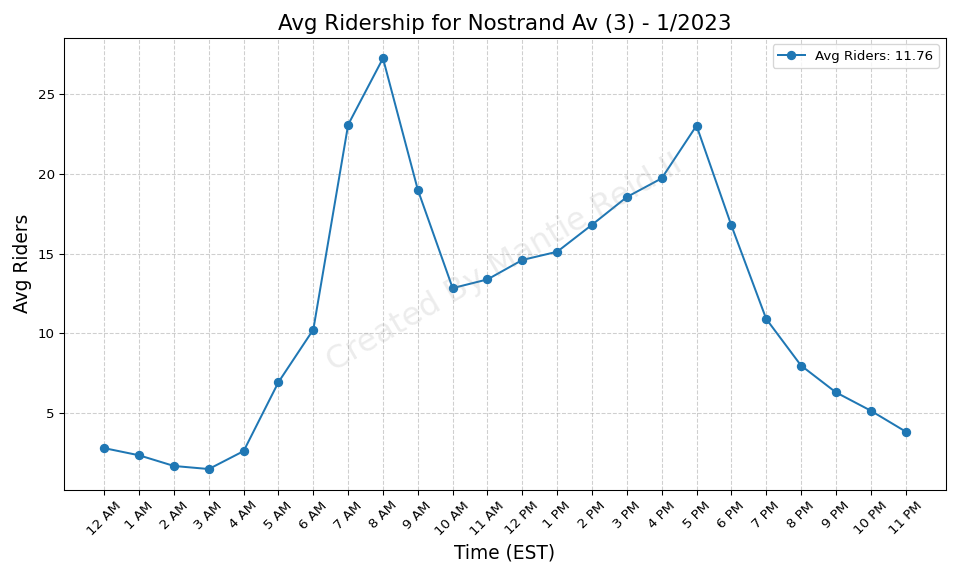 Avg Ridership for Nostrand Av (3) - 1/2023
Avg Riders: 11.76
25
20
15
10
5
Avg Riders
Created By Mantle Reid II
12 AM
1 AM
2 AM
3 AM
4 AM
5 AM
6 AM
7 AM
8 AM
9 AM
10 AM
11 AM
12 PM
1 PM
2 PM
3 PM
4 PM
5 PM
6 PM
7 PM
8 PM
9 PM
10 PM
11 PM
Time (EST)